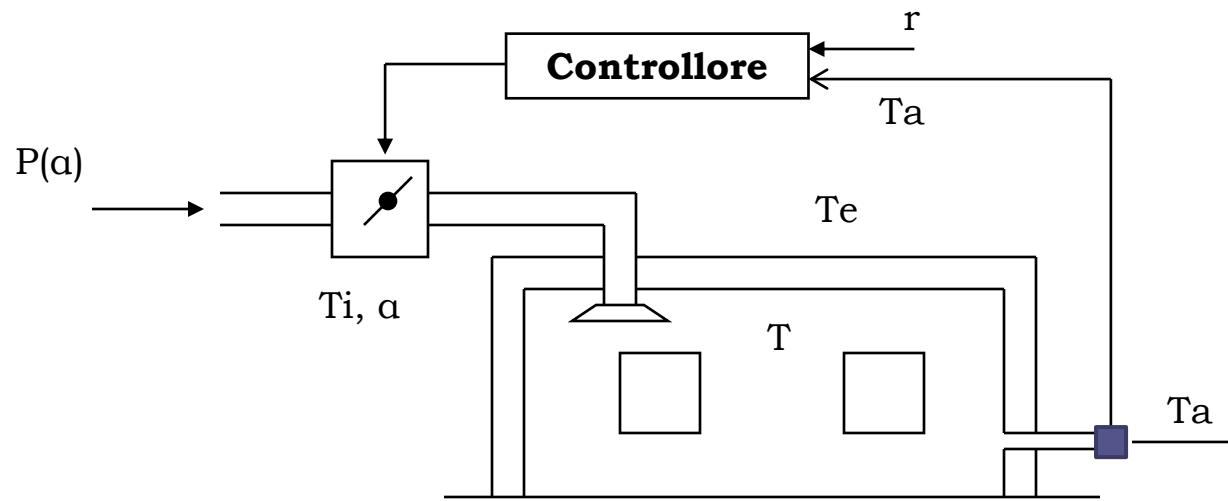 r
Controllore
Ta
P(α)
Te
Ti, α
T
Ta